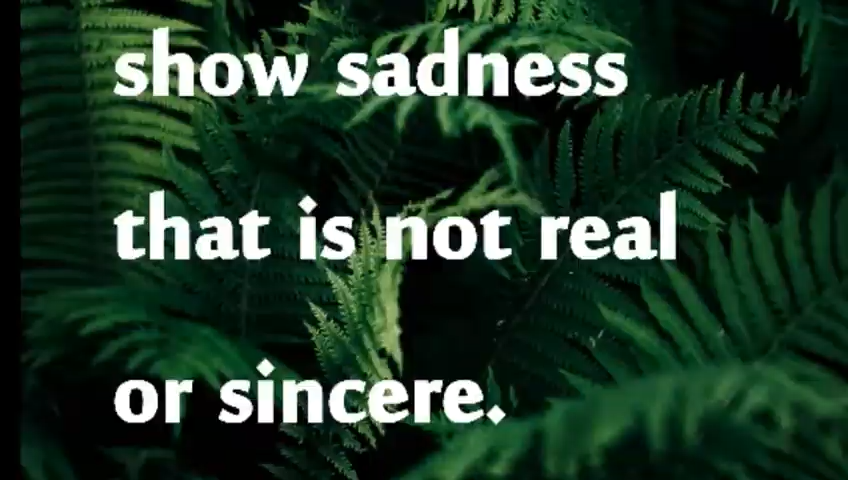 show sadness
that is not real
or sincere.